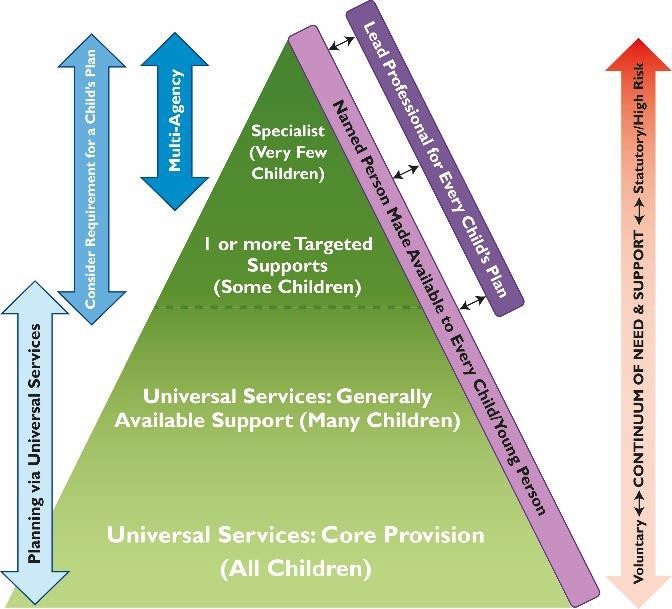 Consider Requirement for a Child's Plan
Multi-Agency
Planning via Universal Services
Specialist
(Very Few
Children)
1 or more Targeted
Supports
(Some Children)
Universal Services: Generally
Available Support (Many Children)
Universal Services: Core Provision
(All Children)
Named Person Made Available to Every Child/Young Person
Lead Professional for Every Child's Plan
Voluntary ↔ CONTINUUM OF NEED & SUPPORT ↔ Statutory/High Risk